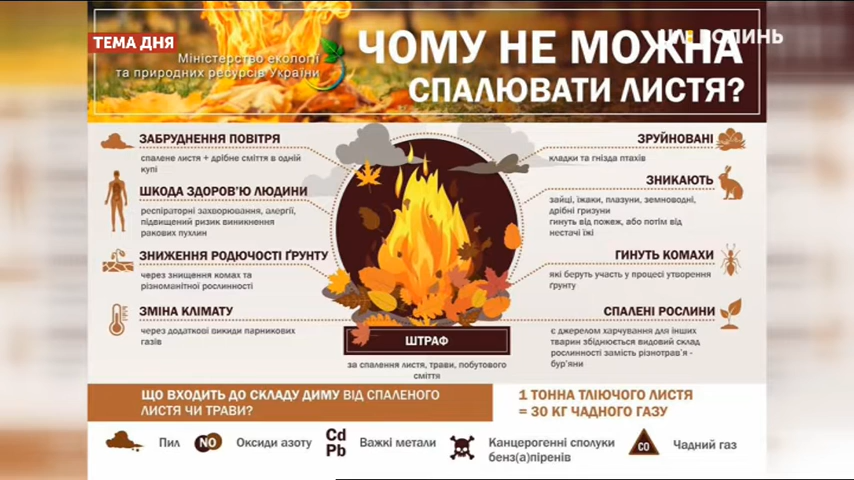 ТЕМА ДНЯ
Міністерство екології
та природних ресурсів України
ЧОМУ НЕ МОЖНА
СПАЛЮВАТИ ЛИСТЯ?
ЗАБРУДНЕННЯ ПОВІТРЯ
спалене листя + дрібне сміття в одній
купі
ШКОДА ЗДОРОВ'Ю ЛЮДИНИ
респіраторні захворювання, алергії,
підвищений ризик виникнення
ракових пухлин
ЗНИЖЕННЯ РОДЮЧОСТІ ҐРУНТУ
через знищення комах та
різноманітної рослинності
ЗМІНА КЛІМАТУ
через додаткові викиди парникових
газів
ЗРУЙНОВАНІ
кладки та гнізда птахів
ЗНИКАЮТЬ
зайці, їжаки, плазуни, земноводні,
дрібні гризуни
гинуть від пожеж, або потім від
нестачі їжі
ГИНУТЬ КОМАХИ
які беруть участь у процесі утворення
ґрунту
СПАЛЕНІ РОСЛИНИ
є джерелом харчування для інших
тварин збіднюється видовий склад
рослинності замість різнотрав'я -
бур'яни
ШТРАФ
за спалення листя, трави, побутового
сміття
ЩО ВХОДИТЬ ДО СКЛАДУ ДИМУ ВІД СПАЛЕНОГО
ЛИСТЯ ЧИ ТРАВИ?
1 ТОННА ТЛІЮЧОГО ЛИСТЯ
= 30 КГ ЧАДНОГО ГАЗУ
Пил
NO
Оксиди азоту
Cd
Pb
Важкі метали
Канцерогенні сполуки
бенз(а)піренів
CO
Чадний газ